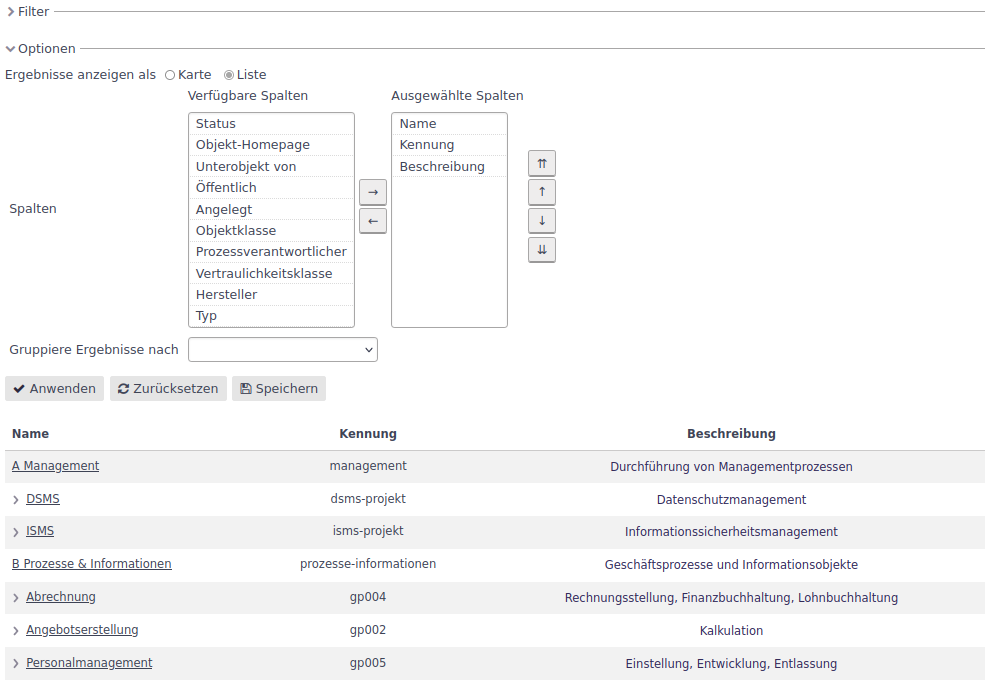 Filter
Optionen
Ergebnisse anzeigen als Karte Liste
Verfügbare Spalten Ausgewählte Spalten
Status Name
Objekt-Homepage Kennung
Unterobjekt von Beschreibung
Öffentlich
Angelegt
Spalten
Objektklasse
Prozessverantwortlicher
Vertraulichkeitsklasse
Hersteller
Typ
Gruppiere Ergebnisse nach
Anwenden Zurücksetzen Speichern
Name Kennung Beschreibung
A Management management Durchführung von Managementprozessen
DSMS dsms-projekt Datenschutzmanagement
ISMS isms-projekt Informationssicherheitsmanagement
B Prozesse & Informationen prozesse-informationen Geschäftsprozesse und Informationsobjekte
Abrechnung gp004 Rechnungsstellung, Finanzbuchhaltung, Lohnbuchhaltung
Angebotserstellung gp002 Kalkulation
Personalmanagement gp005 Einstellung, Entwicklung, Entlassung